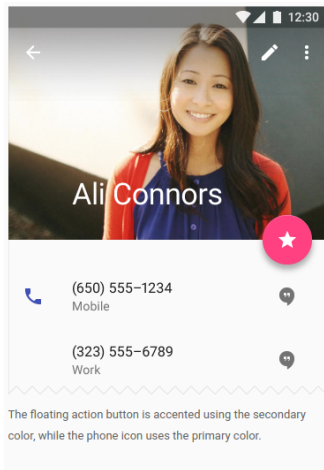 12:30
Ali Connors
(650) 555–1234
Mobile
(323) 555–6789
Work
The floating action button is accented using the secondary
color, while the phone icon uses the primary color.